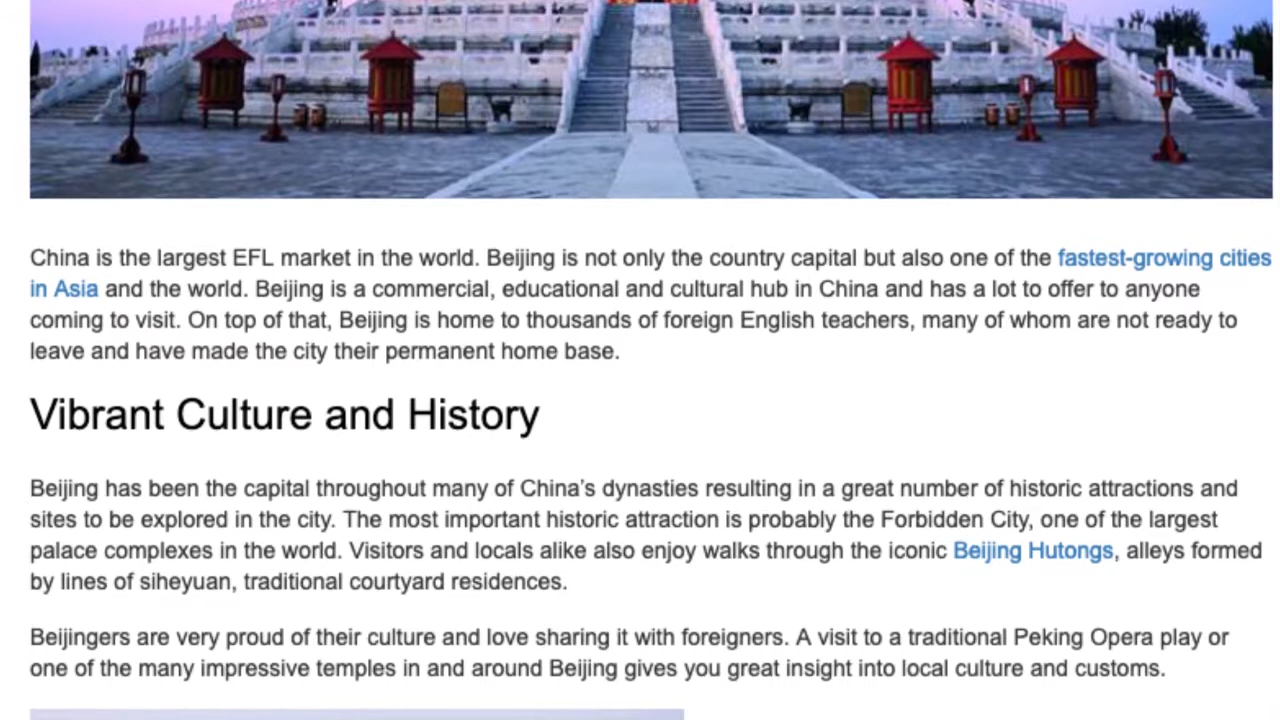 China is the largest EFL market in the world. Beijing is not only the country capital but also one of the fastest-growing cities
in Asia and the world. Beijing is a commercial, educational and cultural hub in China and has a lot to offer to anyone
coming to visit. On top of that, Beijing is home to thousands of foreign English teachers, many of whom are not ready to
leave and have made the city their permanent home base.
Vibrant Culture and History
Beijing has been the capital throughout many of China’s dynasties resulting in a great number of historic attractions and
sites to be explored in the city. The most important historic attraction is probably the Forbidden City, one of the largest
palace complexes in the world. Visitors and locals alike also enjoy walks through the iconic Beijing Hutongs, alleys formed
by lines of siheyuan, traditional courtyard residences.
Beijingers are very proud of their culture and love sharing it with foreigners. A visit to a traditional Peking Opera play or
one of the many impressive temples in and around Beijing gives you great insight into local culture and customs.